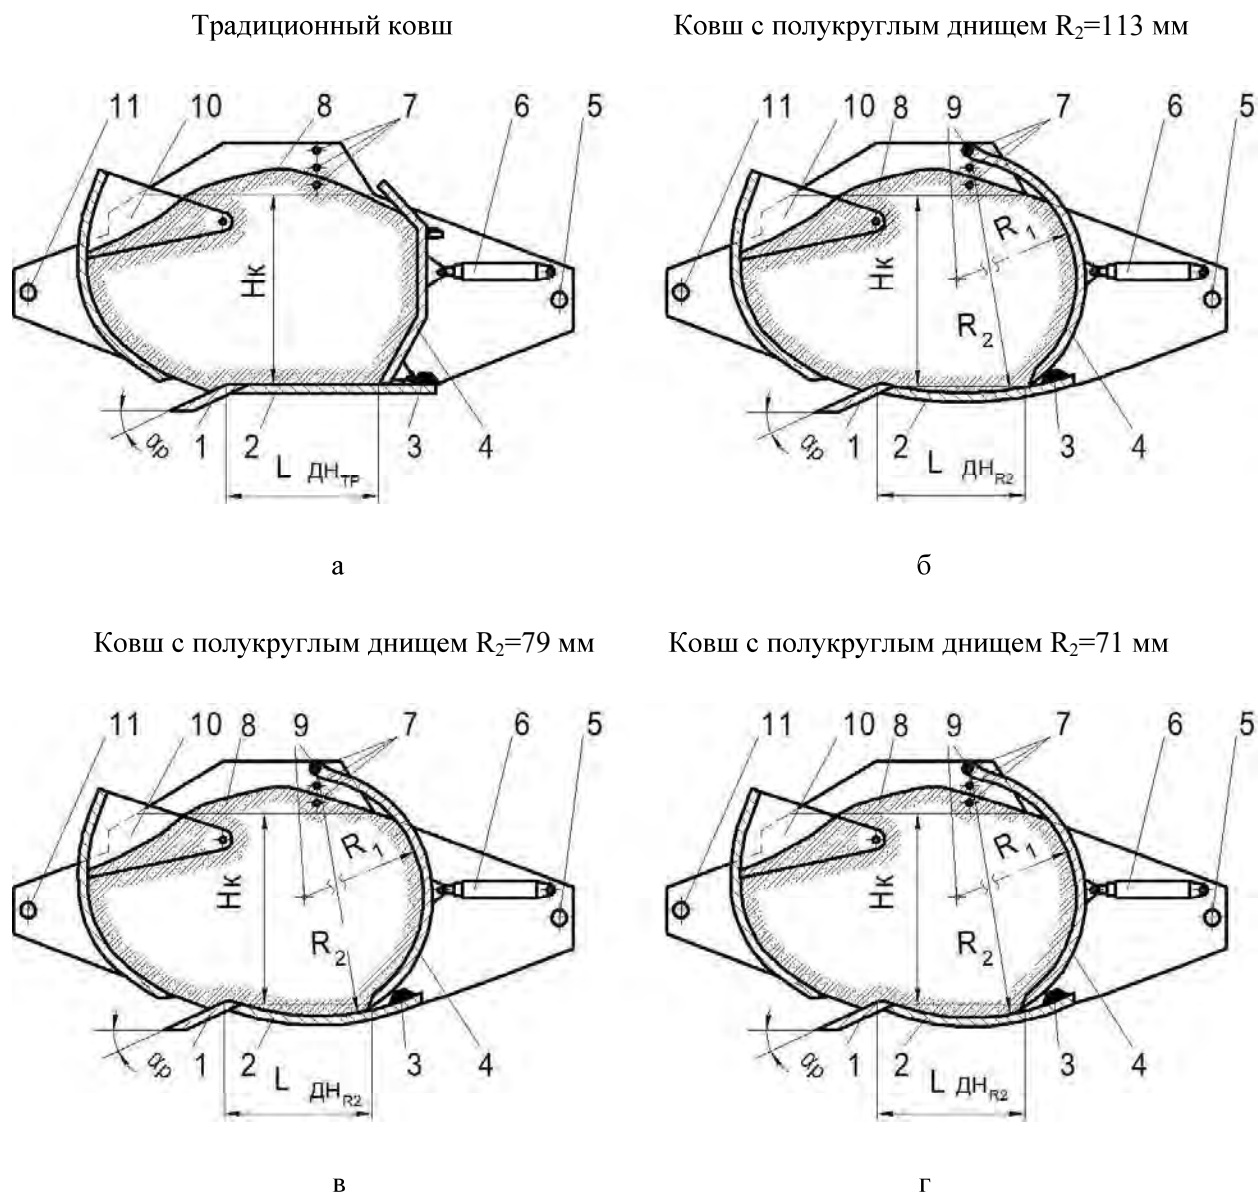 Традиционный ковш
Ковш с полукруглым днищем R₂=113 мм
11 10 8 7 6 5
Нк
αр
1 2 3 4
L ДН_ТР
11 10 8 9 7 6 5
R₁
Нк
R₂
αр
1 2 3 4
L ДН_R2
а
б
Ковш с полукруглым днищем R₂=79 мм
Ковш с полукруглым днищем R₂=71 мм
11 10 8 9 7 6 5
R₁
Нк
R₂
αр
1 2 3 4
L ДН_R2
11 10 8 9 7 6 5
R₁
Нк
R₂
αр
1 2 3 4
L ДН_R2
в
г